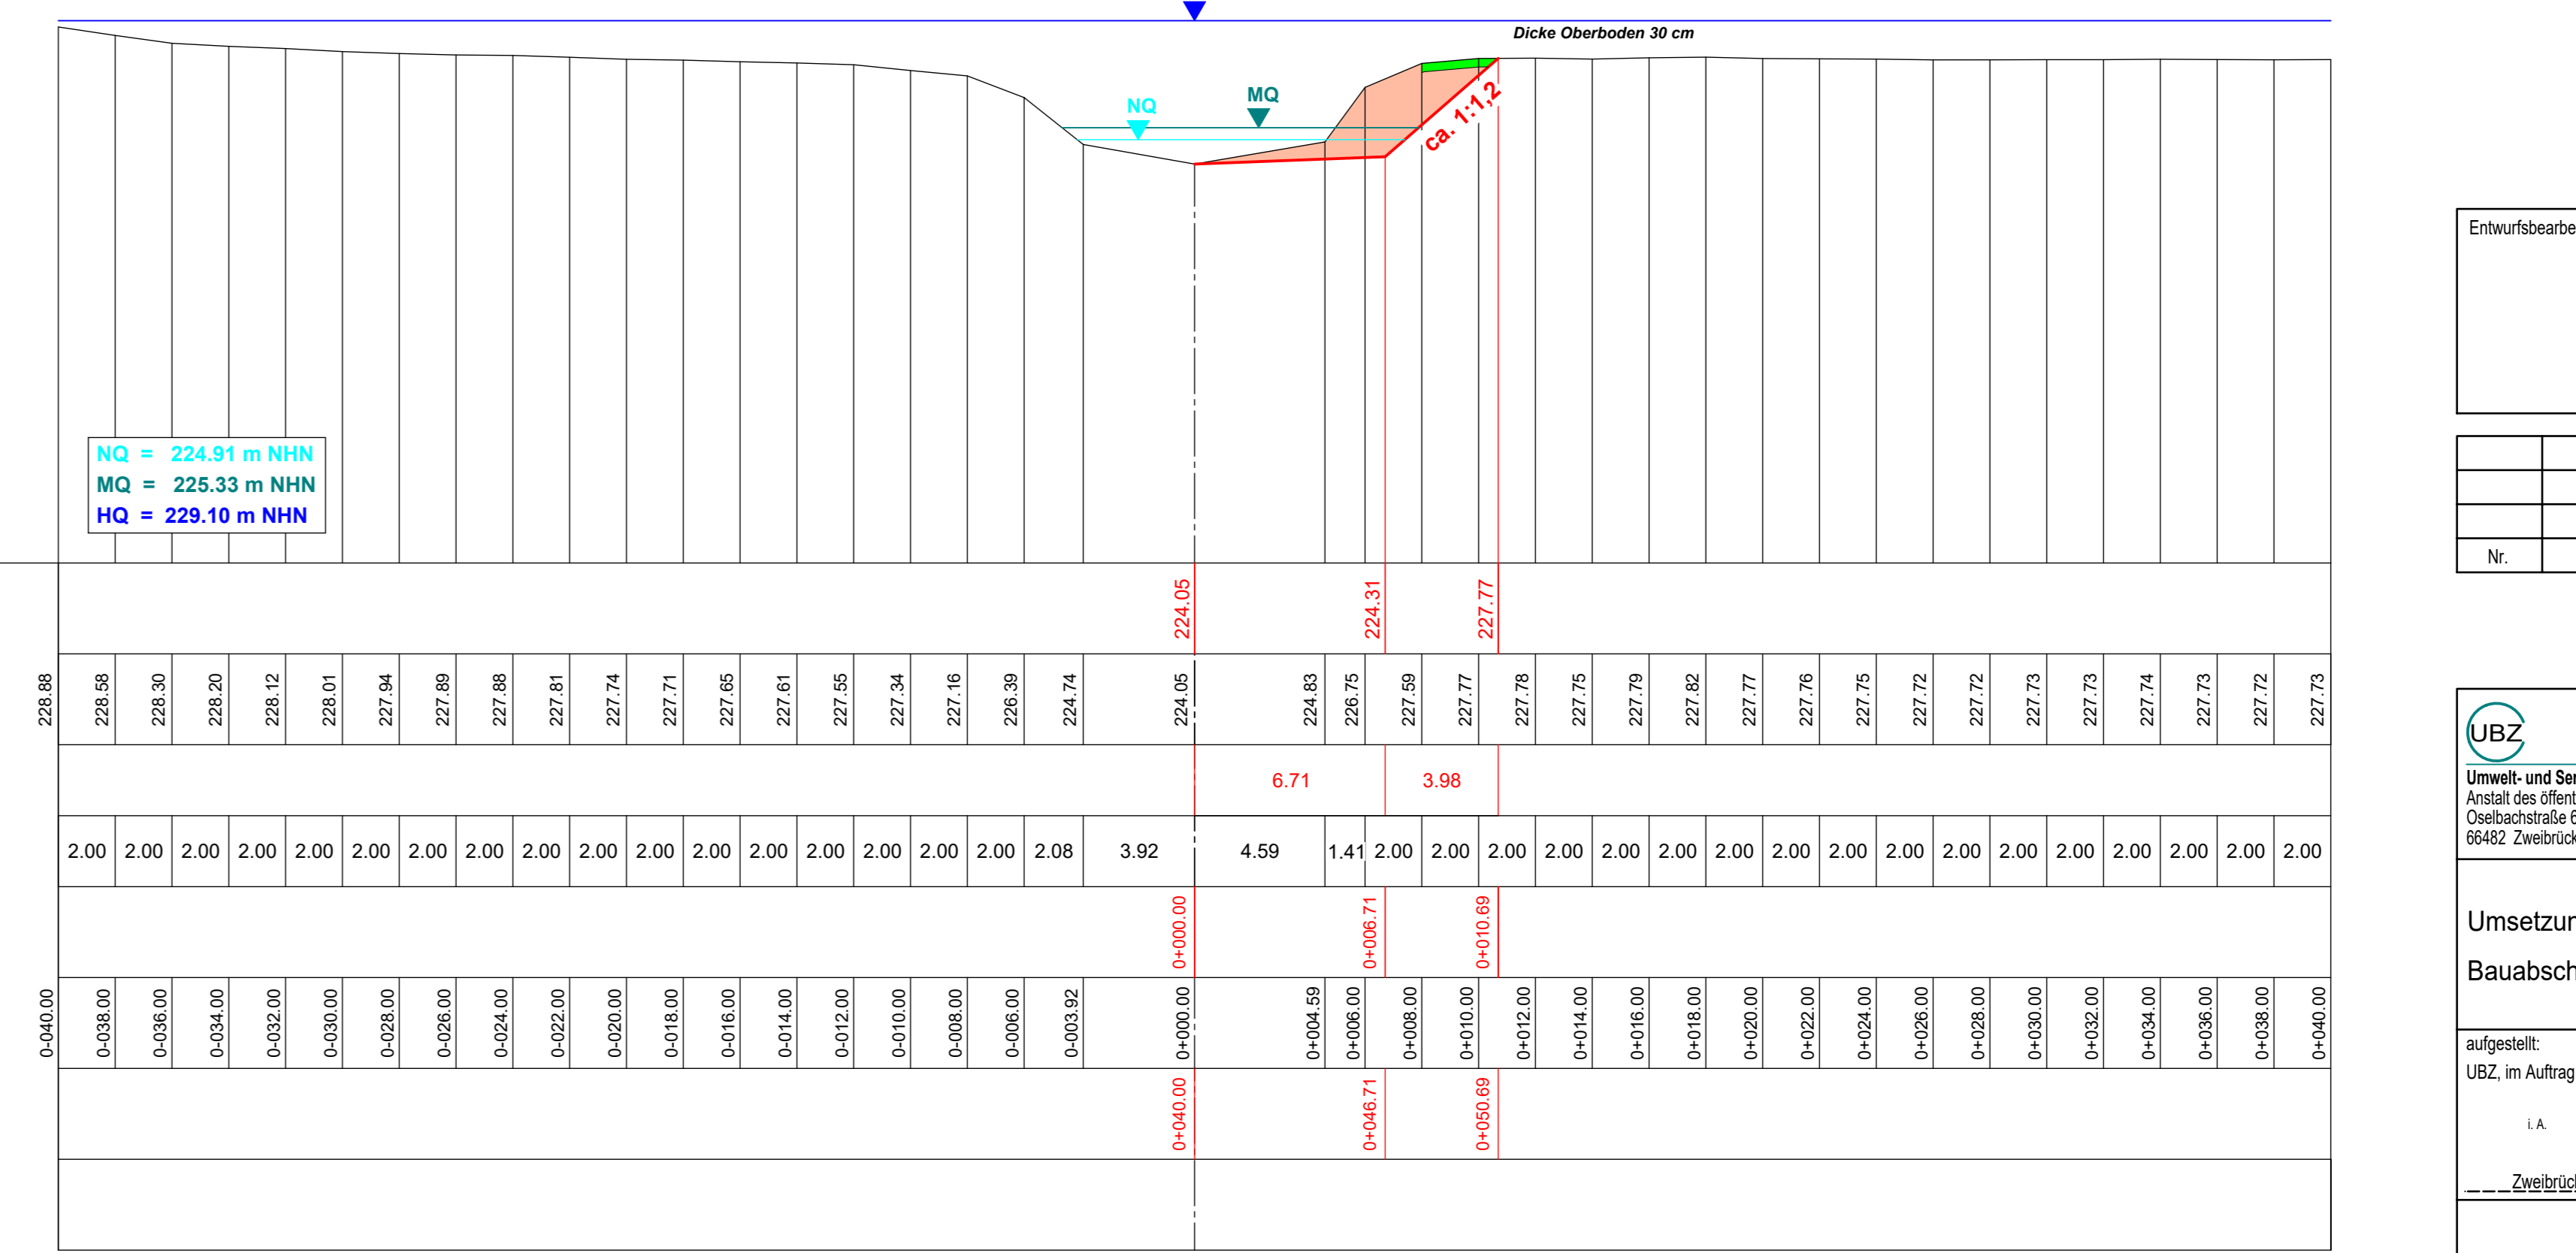 Dicke Oberboden 30 cm
NQ
MQ
ca. 1:1,2
NQ = 224.91 m NHN
MQ = 225.33 m NHN
HQ = 229.10 m NHN
224.05 224.31 227.77
228.88 228.58 228.30 228.20 228.12 228.01 227.94 227.89 227.88 227.81 227.74 227.71 227.65 227.61 227.55 227.34 227.16 226.39 224.74 224.05 224.83 226.75 227.59 227.77 227.78 227.75 227.79 227.82 227.77 227.76 227.75 227.72 227.72 227.73 227.73 227.74 227.73 227.72 227.73
6.71 3.98
2.00 2.00 2.00 2.00 2.00 2.00 2.00 2.00 2.00 2.00 2.00 2.00 2.00 2.00 2.00 2.00 2.00 2.08 3.92 4.59 1.41 2.00 2.00 2.00 2.00 2.00 2.00 2.00 2.00 2.00 2.00 2.00 2.00 2.00 2.00 2.00 2.00 2.00
0+000.00 0+006.71 0+010.69
0-040.00 0-038.00 0-036.00 0-034.00 0-032.00 0-030.00 0-028.00 0-026.00 0-024.00 0-022.00 0-020.00 0-018.00 0-016.00 0-014.00 0-012.00 0-010.00 0-008.00 0-006.00 0-003.92 0+000.00 0+004.59 0+006.00 0+008.00 0+010.00 0+012.00 0+014.00 0+016.00 0+018.00 0+020.00 0+022.00 0+024.00 0+026.00 0+028.00 0+030.00 0+032.00 0+034.00 0+036.00 0+038.00 0+040.00
0+040.00 0+046.71 0+050.69
Entwurfsbearbe
Nr.
UBZ
Umwelt- und Ser
Anstalt des öffent
Oselbachstraße 6
66482 Zweibrück
Umsetzun
Bauabsch
aufgestellt:
UBZ, im Auftrag
i. A.
Zweibrück